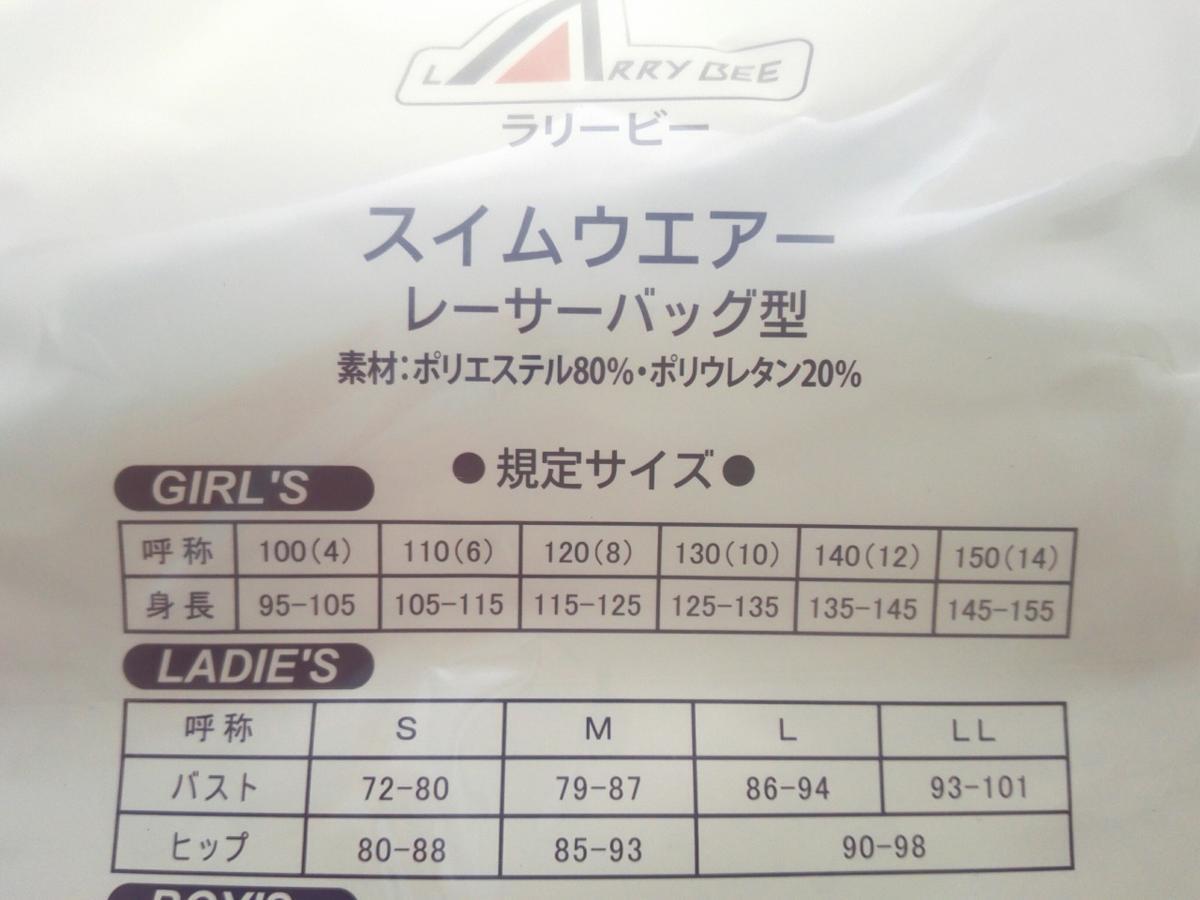 LARRY BEE
ラリービー
スイムウエアー
レーサーバッグ型
素材:ポリエステル80%・ポリウレタン20%
●規定サイズ●
GIRL'S
呼称 100(4) 110(6) 120(8) 130(10) 140(12) 150(14)
身長 95-105 105-115 115-125 125-135 135-145 145-155
LADIE'S
呼称 S M L LL
バスト 72-80 79-87 86-94 93-101
ヒップ 80-88 85-93 90-98
BOY'S